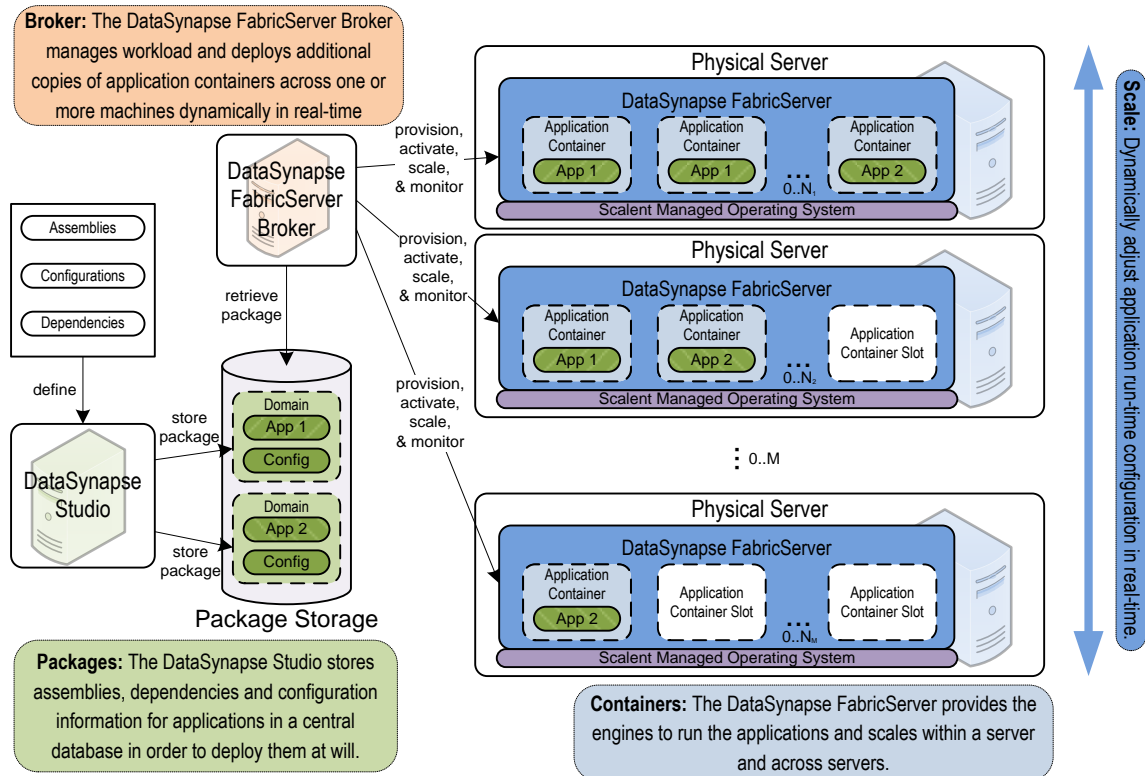 Broker: The DataSynapse FabricServer Broker
manages workload and deploys additional
copies of application containers across one or
more machines dynamically in real-time
DataSynapse
FabricServer
Broker
Assemblies
Configurations
Dependencies
define
DataSynapse
Studio
store
package
store
package
retrieve
package
Domain
App 1
Config
Domain
App 2
Config
Package Storage
Packages: The DataSynapse Studio stores
assemblies, dependencies and configuration
information for applications in a central
database in order to deploy them at will.
provision,
activate,
scale,
& monitor
provision,
activate,
scale,
& monitor
provision,
activate,
scale,
& monitor
Physical Server
DataSynapse FabricServer
Application
Container
App 1
Application
Container
App 1
...
0..N1
Application
Container
App 2
Scalent Managed Operating System
Physical Server
DataSynapse FabricServer
Application
Container
App 1
Application
Container
App 2
...
0..N2
Application
Container Slot
Scalent Managed Operating System
0..M
Physical Server
DataSynapse FabricServer
Application
Container
App 2
Application
Container Slot
...
0..NM
Application
Container Slot
Scalent Managed Operating System
Containers: The DataSynapse FabricServer provides the
engines to run the applications and scales within a server
and across servers.
Scale: Dynamically adjust application run-time configuration in real-time.